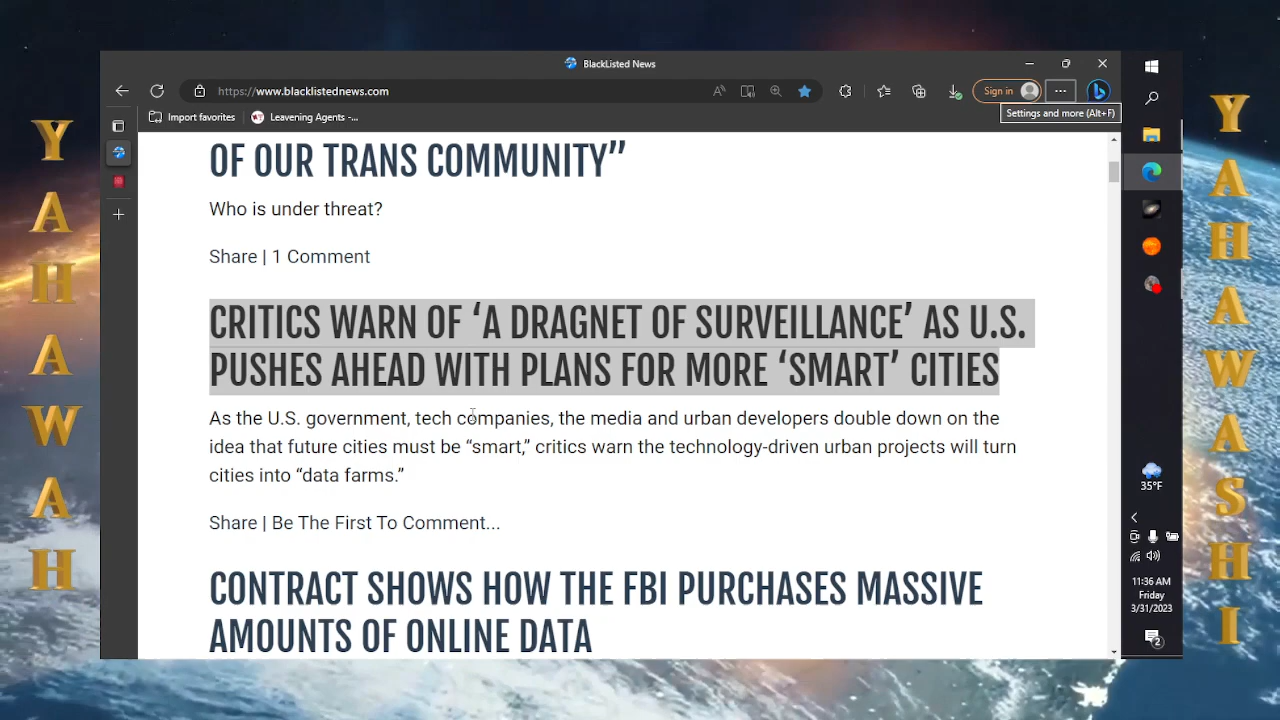 BlackListed News
https://www.blacklistednews.com
Sign in
Settings and more (Alt+F)
Import favorites
Leavening Agents -...
OF OUR TRANS COMMUNITY”
Who is under threat?
Share | 1 Comment
CRITICS WARN OF ‘A DRAGNET OF SURVEILLANCE’ AS U.S.
PUSHES AHEAD WITH PLANS FOR MORE ‘SMART’ CITIES
As the U.S. government, tech companies, the media and urban developers double down on the
idea that future cities must be “smart,” critics warn the technology-driven urban projects will turn
cities into “data farms.”
Share | Be The First To Comment...
CONTRACT SHOWS HOW THE FBI PURCHASES MASSIVE
AMOUNTS OF ONLINE DATA
35°F
11:36 AM
Friday
3/31/2023
2
YAHAWAH
YAHAWASHI